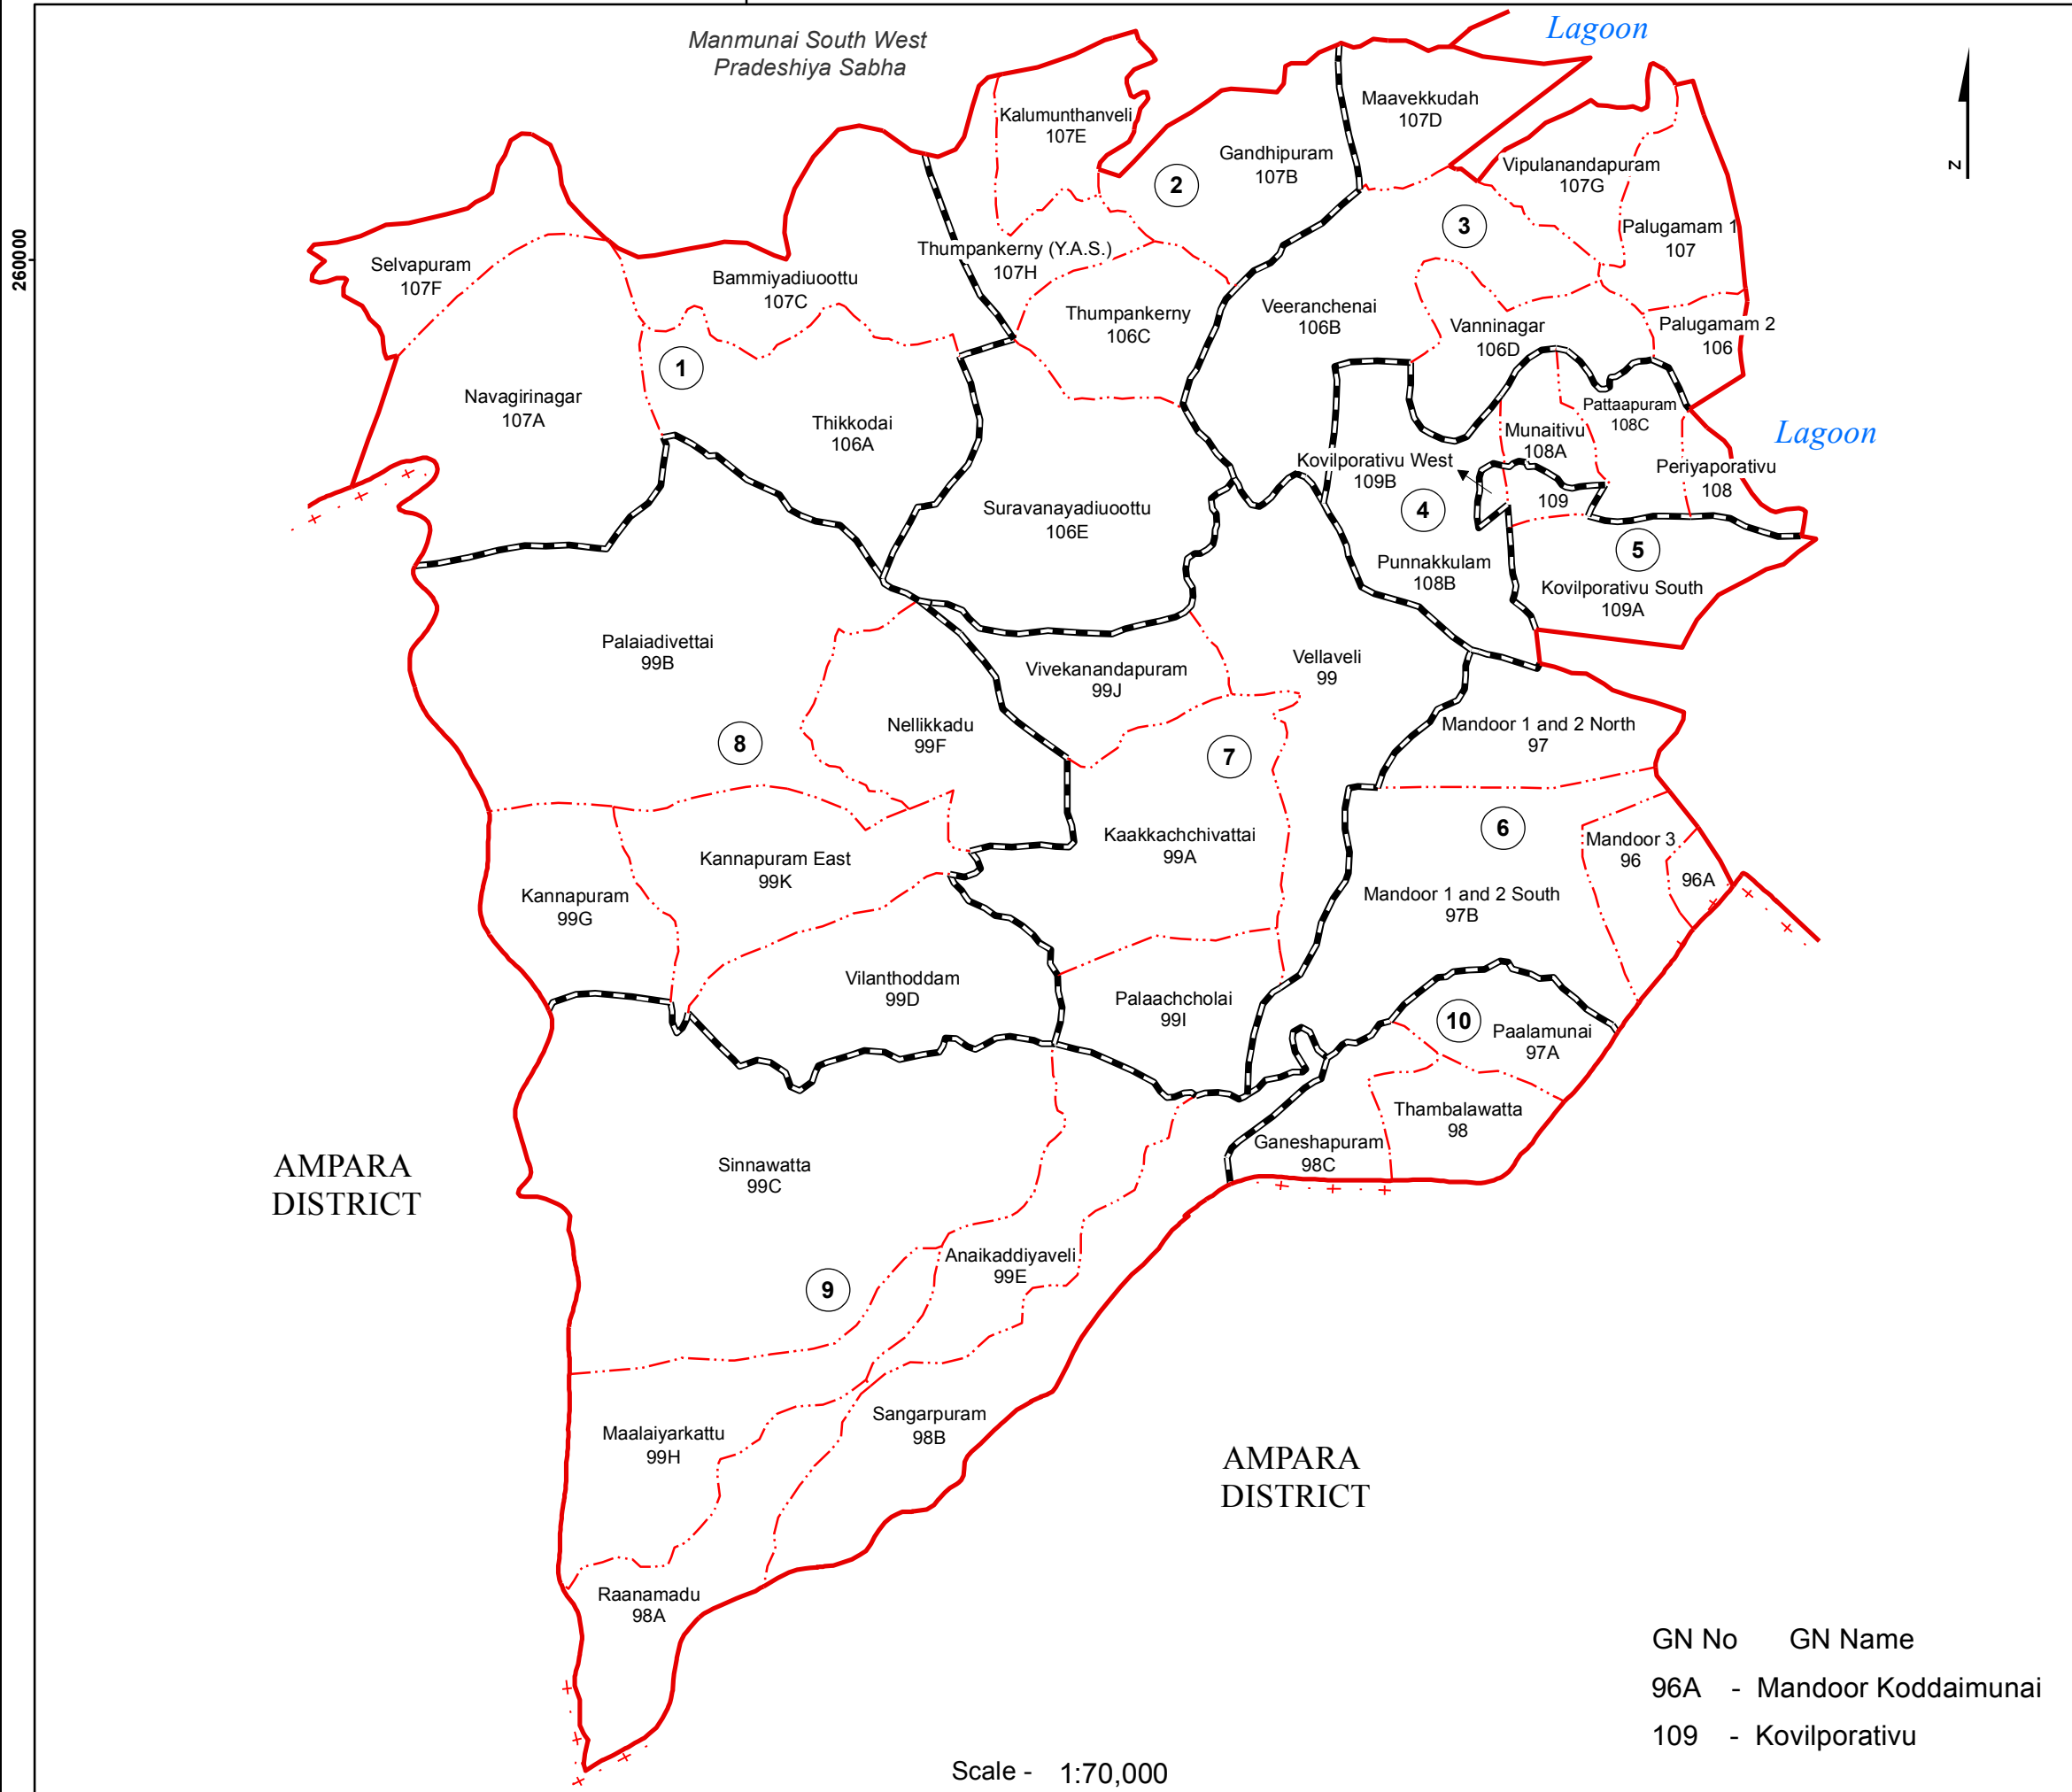 Manmunai South West
Pradeshiya Sabha
Lagoon
Kalumunthanveli
107E
Maavekkudah
107D
Gandhipuram
107B
2
Vipulanandapuram
107G
N
260000
Selvapuram
107F
Bammiyadiuoottu
107C
Thumpankerny (Y.A.S.)
107H
3
Palugamam 1
107
Thumpankerny
106C
Veeranchenai
106B
Vanninagar
106D
Palugamam 2
106
1
Navagirinagar
107A
Thikkodai
106A
Pattaapuram
108C
Munaitivu
108A
Lagoon
Kovilporativu West
109B
Periyaporativu
108
109
Suravanayadiuoottu
106E
4
5
Punnakkulam
108B
Kovilporativu South
109A
Palaiadivettai
99B
Vivekanandapuram
99J
Vellaveli
99
Nellikkadu
99F
8
7
Mandoor 1 and 2 North
97
6
Kaakkachchivattai
99A
Mandoor 3
96
96A
Kannapuram East
99K
Kannapuram
99G
Mandoor 1 and 2 South
97B
Vilanthoddam
99D
Palaachcholai
99I
10
Paalamunai
97A
Thambalawatta
98
Ganeshapuram
98C
AMPARA
DISTRICT
Sinnawatta
99C
Anaikaddiyaveli
99E
9
Maalaiyarkattu
99H
Sangarpuram
98B
AMPARA
DISTRICT
Raanamadu
98A
GN No GN Name
96A - Mandoor Koddaimunai
109 - Kovilporativu
Scale - 1:70,000